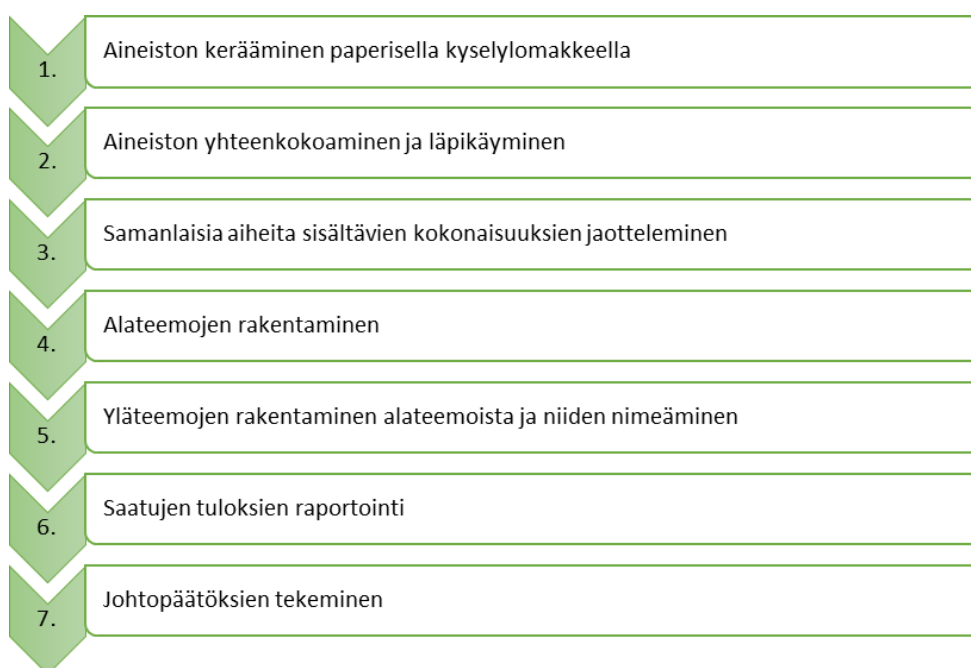 1. Aineiston kerääminen paperisella kyselylomakkeella
2. Aineiston yhteenkokoaminen ja läpikäyminen
3. Samanlaisia aiheita sisältävien kokonaisuuksien jaotteleminen
4. Alateemojen rakentaminen
5. Yläteemojen rakentaminen alateemoista ja niiden nimeäminen
6. Saatujen tuloksien raportointi
7. Johtopäätöksien tekeminen